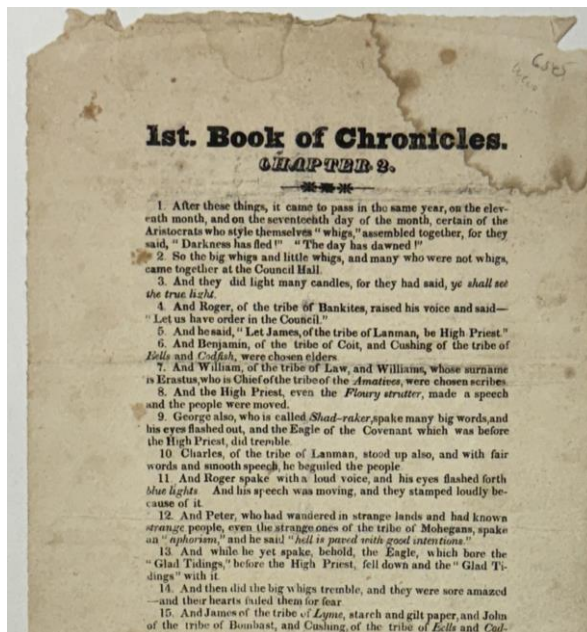 658
1st. Book of Chronicles.
CHAPTER 2.
1. After these things, it came to pass in the same year, on the elev-
enth month, and on the seventeehth day of the month, certain of the
Aristocrats who style themselves "whigs," assembled together, for they
said, "Darkness has fled!" "The day has dawned!"
2. So the big whigs and little whigs, and many who were not whigs,
came together at the Council Hall.
3. And they did light many candles, for they had said, ye shall see
the true light.
4. And Roger, of the tribe of Bankites, raised his voice and said—
"Let us have order in the Council."
5. And he said, "Let James, of the tribe of Lanman, be High Priest."
6. And Benjamin, of the tribe of Coit, and Cushing of the tribe of
Eells and Codfish, were chosen elders.
7. And William, of the tribe of Law, and Williams, whose surname
is Erastus, who is Chief of the tribe of the Amatives, were chosen scribes.
8. And the High Priest, even the Floury strutter, made a speech
and the people were moved.
9. George also, who is called Shad-raker, spake many big words, and
his eyes flashed out, and the Eagle of the Covenant which was before
the High Priest, did tremble.
10. Charles, of the tribe of Lanman, stood up also, and with fair
words and smooth speech, he beguiled the people.
11. And Roger spake with a loud voice, and his eyes flashed forth
blue lights. And his speech was moving, and they stamped loudly be-
cause of it.
12. And Peter, who had wandered in strange lands and had known
strange people, even the strange ones of the tribe of Mohegans, spake
an "aphorism," and he said "hell is paved with good intentions."
13. And while he yet spake, behold, the Eagle, which bore the
"Glad Tidings," before the High Priest, fell down and the "Glad Ti-
dings" with it.
14. And then did the big whigs tremble, and they were sore amazed
—and their hearts failed them for fear.
15. And James of the tribe of Lyme, starch and gilt paper, and John
of the tribe of Bombast, and Cushing, of the tribe of Eells and Cod-